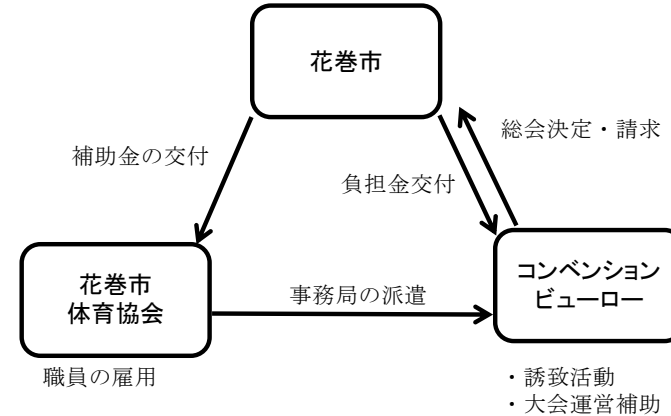 花巻市
総会決定・請求
補助金の交付
負担金交付
花巻市
体育協会
事務局の派遣
コンベンション
ビューロー
職員の雇用
・誘致活動
・大会運営補助